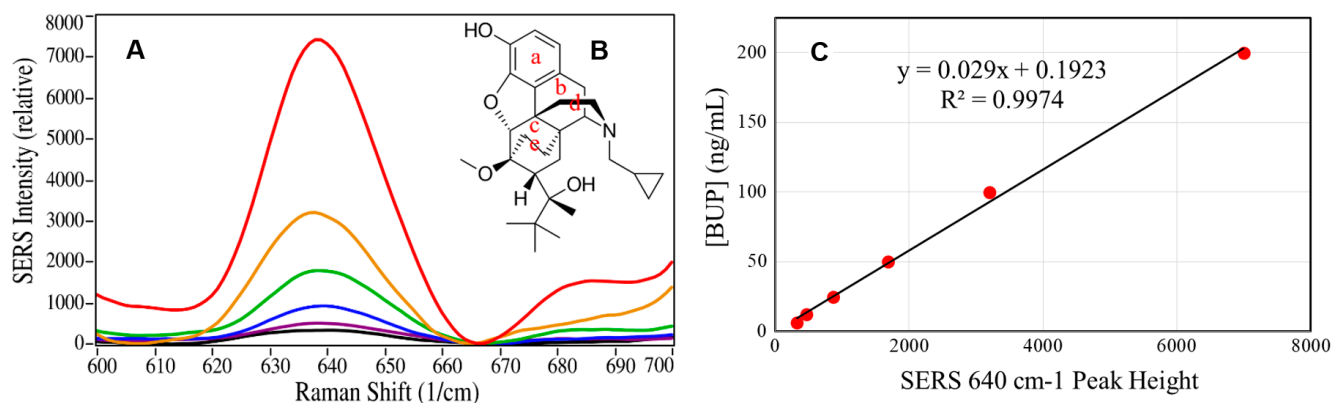 A
8000
7000
6000
5000
4000
3000
2000
1000
0
SERS Intensity (relative)
600 610 620 630 640 650 660 670 680 690 700
Raman Shift (1/cm)
B
HO
a
b
d
O
c
N
e
O
OH
H
C
y = 0.029x + 0.1923
R² = 0.9974
200
150
100
50
0
[BUP] (ng/mL)
0 2000 4000 6000 8000
SERS 640 cm-1 Peak Height